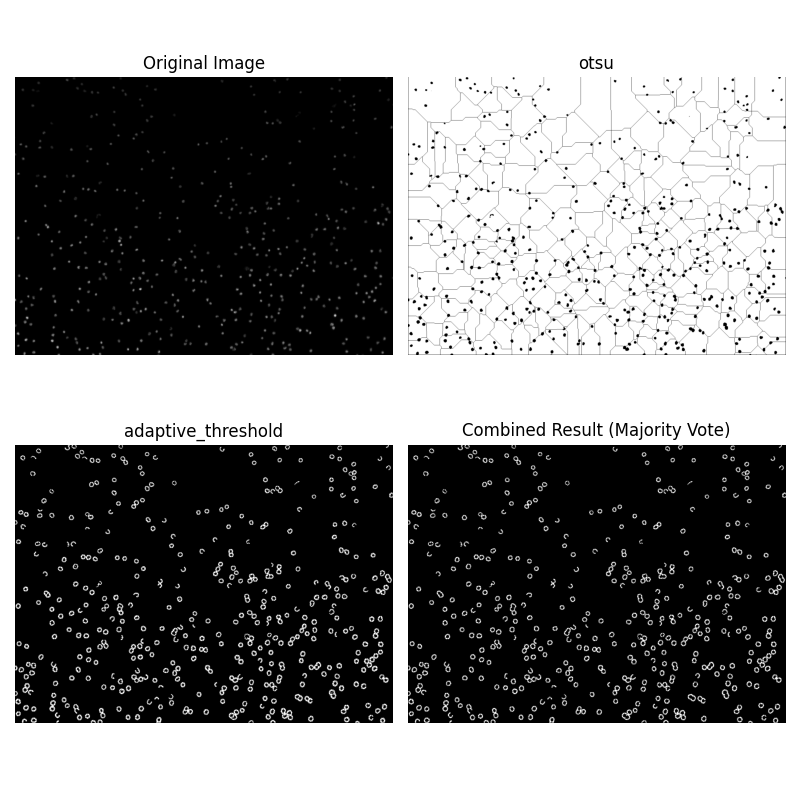 Original Image
otsu
adaptive_threshold
Combined Result (Majority Vote)